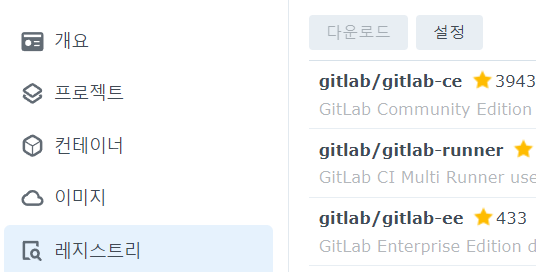 개요
프로젝트
컨테이너
이미지
레지스트리
다운로드 설정
gitlab/gitlab-ce 3943
GitLab Community Edition
gitlab/gitlab-runner
GitLab CI Multi Runner use
gitlab/gitlab-ee 433
GitLab Enterprise Edition d